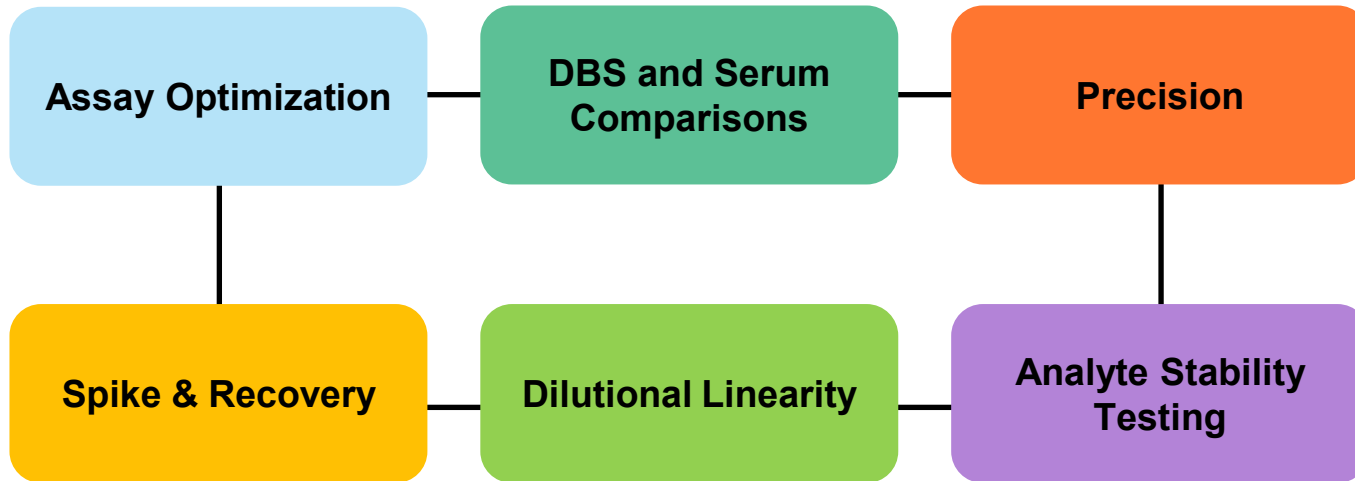 Assay Optimization
DBS and Serum
Comparisons
Precision
Spike & Recovery
Dilutional Linearity
Analyte Stability
Testing